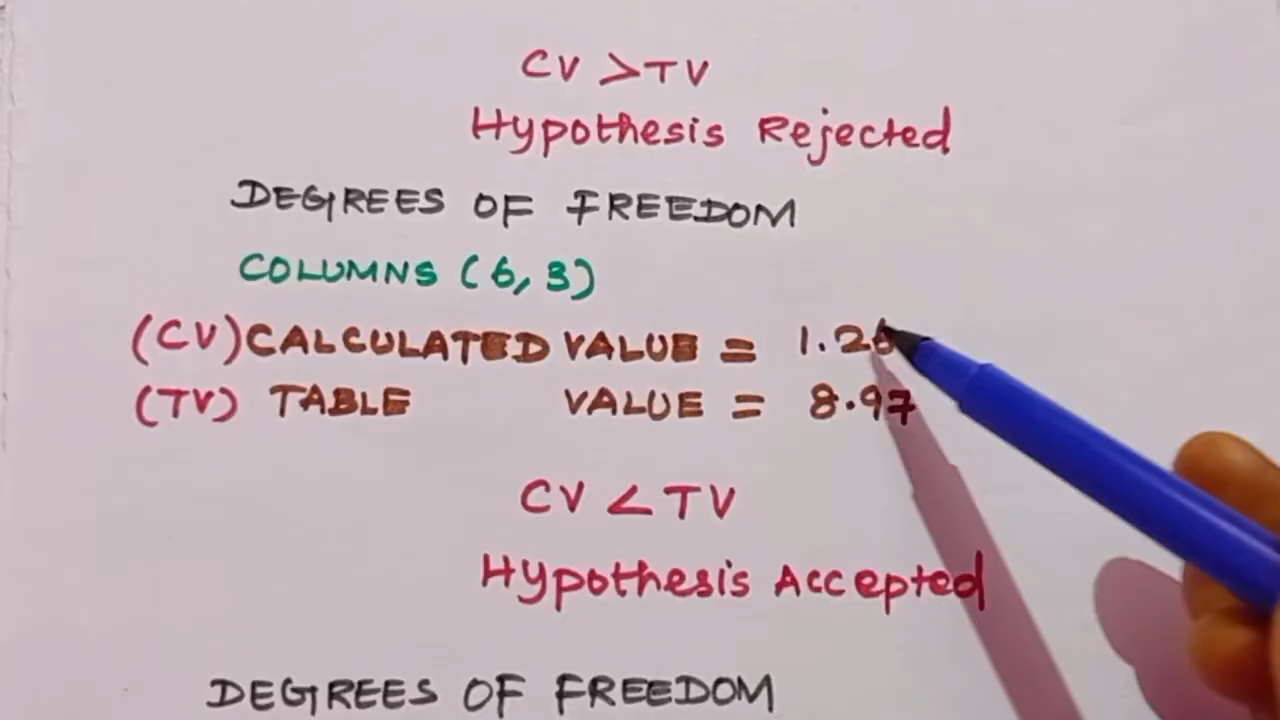 CV > TV
Hypothesis Rejected
DEGREES OF FREEDOM
COLUMNS (6, 3)
(CV) CALCULATED VALUE = 1.26
(TV) TABLE VALUE = 8.97
CV < TV
Hypothesis Accepted
DEGREES OF FREEDOM